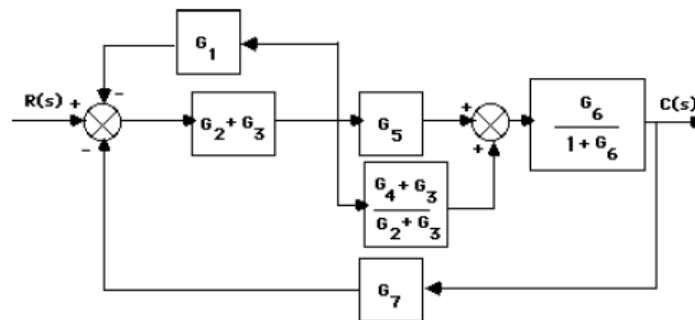 G1
R(s) + - -
G2 + G3
G5
+ +
G6
1 + G6
C(s)
G4 + G3
G2 + G3
G7